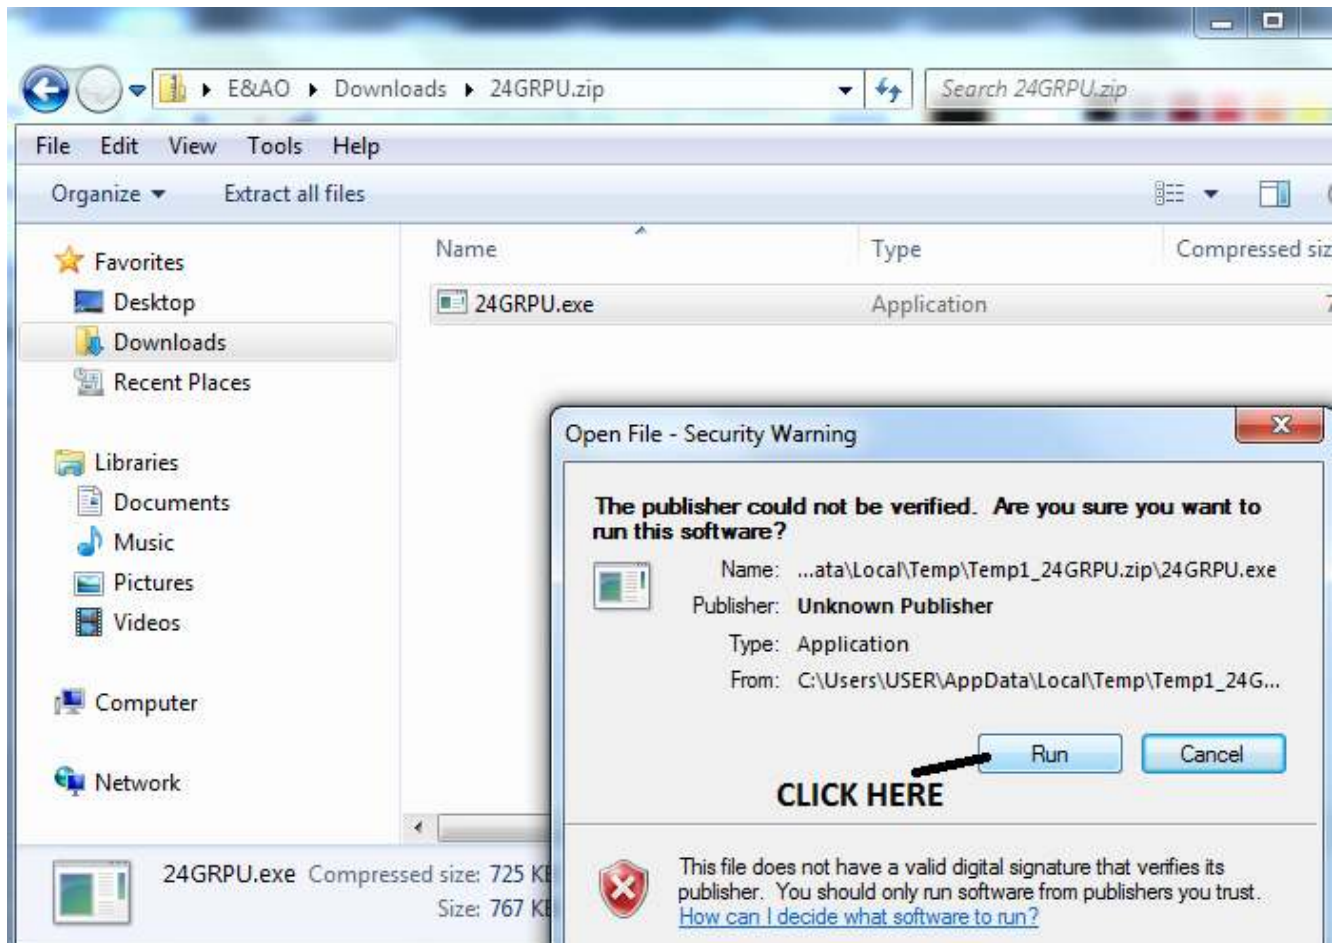 E&AO Downloads 24GRPU.zip Search 24GRPU.zip
File Edit View Tools Help
Organize Extract all files
Name Type Compressed siz
Favorites
Desktop
Downloads
Recent Places
Libraries
Documents
Music
Pictures
Videos
Computer
Network
24GRPU.exe Application 7
Open File - Security Warning
The publisher could not be verified. Are you sure you want to
run this software?
Name: ...ata\Local\Temp\Temp1_24GRPU.zip\24GRPU.exe
Publisher: Unknown Publisher
Type: Application
From: C:\Users\USER\AppData\Local\Temp\Temp1_24G...
Run Cancel
CLICK HERE
This file does not have a valid digital signature that verifies its
publisher. You should only run software from publishers you trust.
How can I decide what software to run?
24GRPU.exe Compressed size: 725 KB
Size: 767 KB